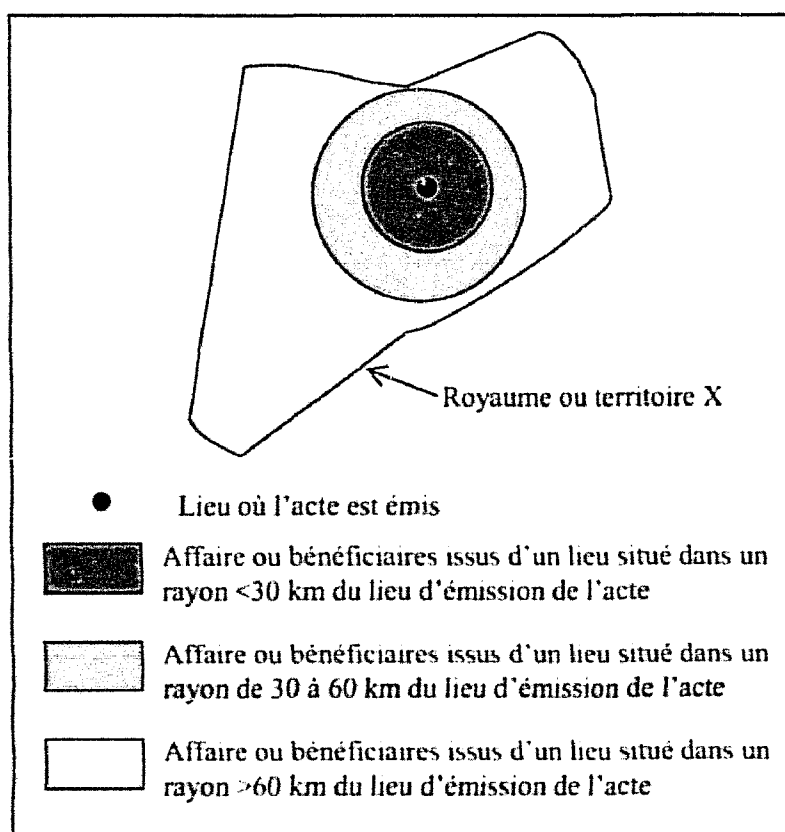 Royaume ou territoire X
Lieu où l'acte est émis
Affaire ou bénéficiaires issus d'un lieu situé dans un
rayon <30 km du lieu d'émission de l'acte
Affaire ou bénéficiaires issus d'un lieu situé dans un
rayon de 30 à 60 km du lieu d'émission de l'acte
Affaire ou bénéficiaires issus d'un lieu situé dans un
rayon >60 km du lieu d'émission de l'acte